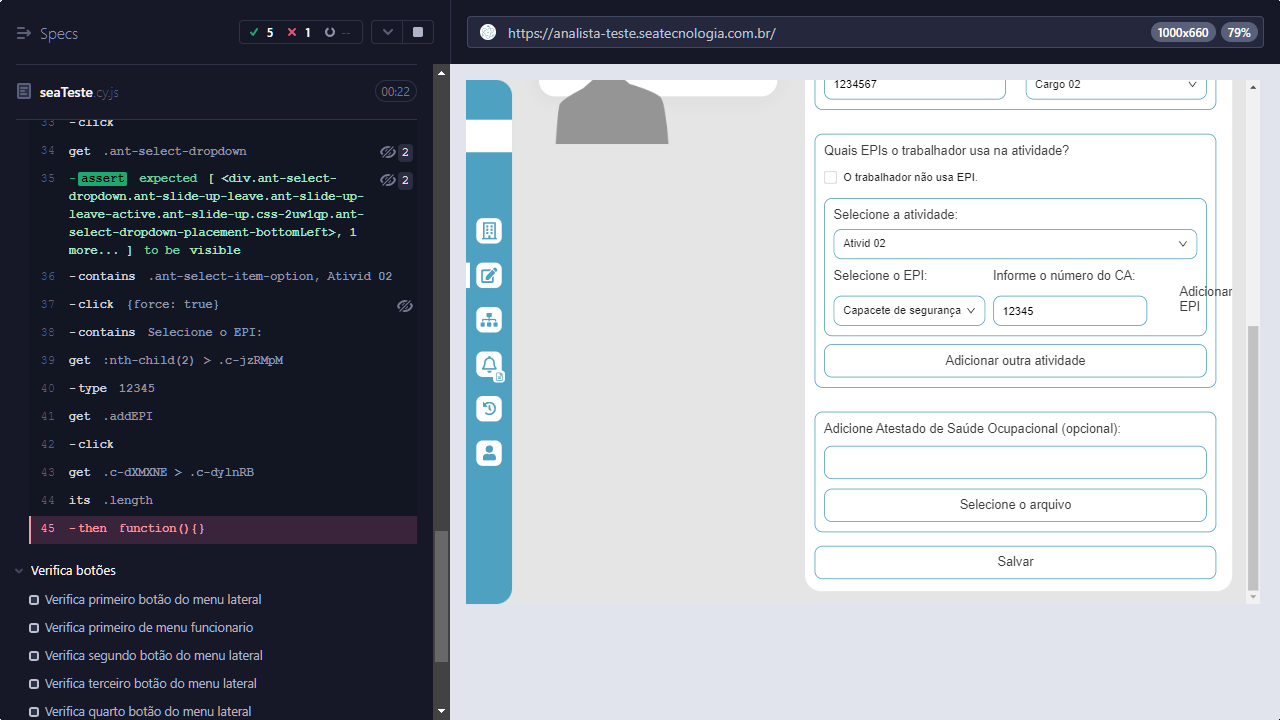 Specs
5
1
--
seaTeste.cy.js
00:22
33 -click
34 get .ant-select-dropdown 2
35 -assert expected [ <div.ant-select- 2
dropdown.ant-slide-up-leave.ant-slide-up-
leave-active.ant-slide-up.css-2uw1qp.ant-
select-dropdown-placement-bottomLeft>, 1
more... ] to be visible
36 -contains .ant-select-item-option, Ativid 02
37 -click {force: true}
38 -contains Selecione o EPI:
39 get :nth-child(2) > .c-jzRMpM
40 -type 12345
41 get .addEPI
42 -click
43 get .c-dXMXNE > .c-dylnRB
44 its .length
45 -then function(){}
Verifica botões
Verifica primeiro botão do menu lateral
Verifica primeiro de menu funcionario
Verifica segundo botão do menu lateral
Verifica terceiro botão do menu lateral
Verifica quarto botão do menu lateral
https://analista-teste.seatecnologia.com.br/
1000x660
79%
1234567
Cargo 02
Quais EPIs o trabalhador usa na atividade?
O trabalhador não usa EPI.
Selecione a atividade:
Ativid 02
Selecione o EPI:
Informe o número do CA:
Capacete de segurança
12345
Adicionar
EPI
Adicionar outra atividade
Adicione Atestado de Saúde Ocupacional (opcional):
Selecione o arquivo
Salvar